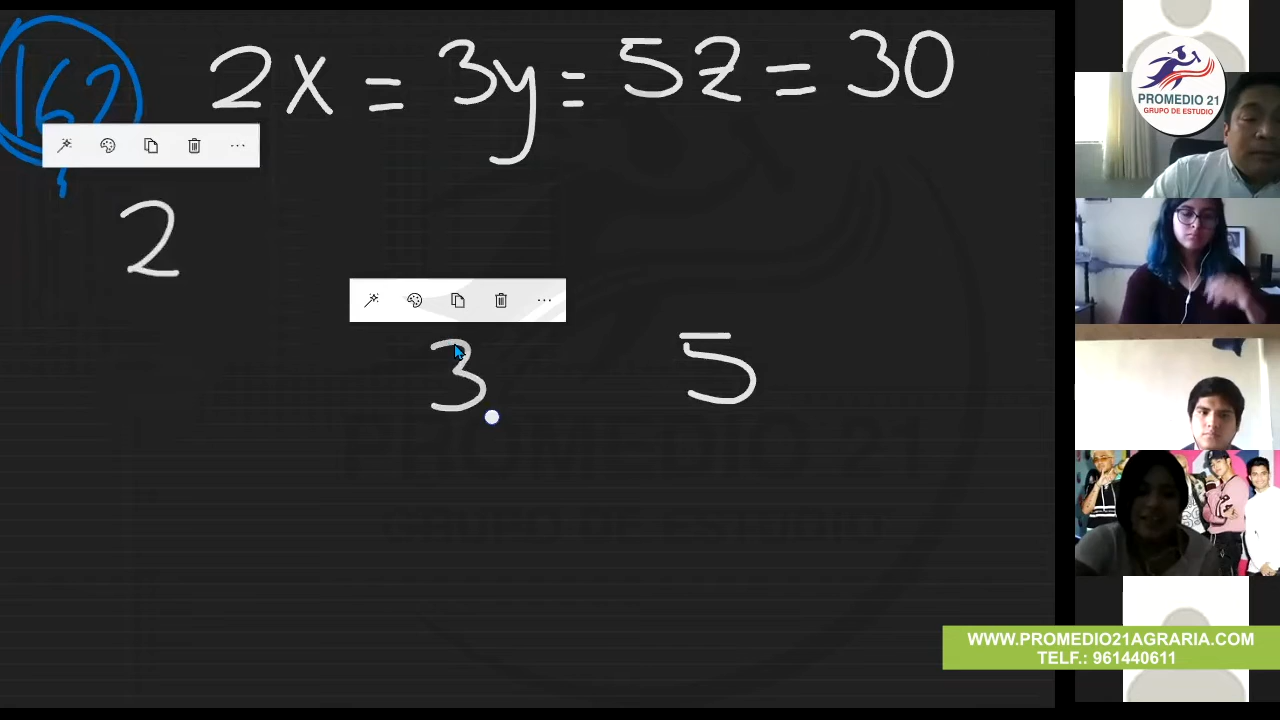 162
2x = 3y = 5z = 30
2
3
5
PROMEDIO 21
GRUPO DE ESTUDIO
WWW.PROMEDIO21AGRARIA.COM
TELF.: 961440611